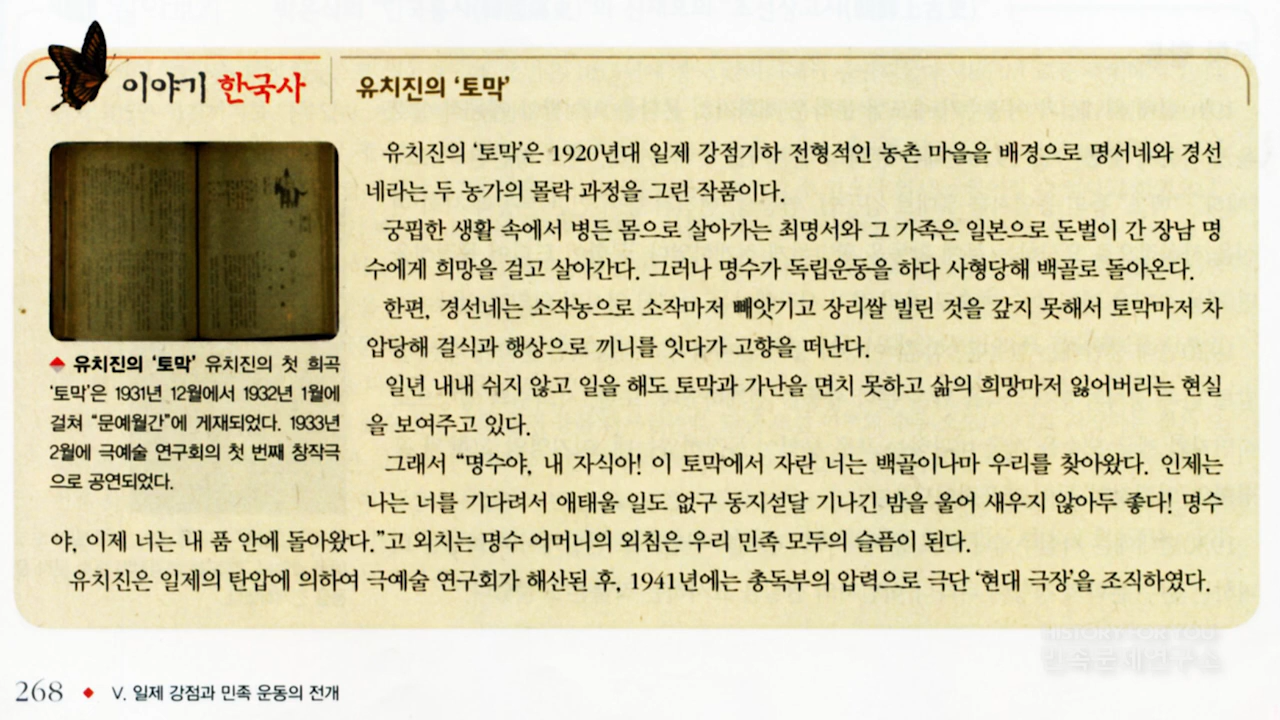 이야기 한국사
유치진의 ‘토막’
유치진의 ‘토막’은 1920년대 일제 강점기하 전형적인 농촌 마을을 배경으로 명서네와 경선
네라는 두 농가의 몰락 과정을 그린 작품이다.
궁핍한 생활 속에서 병든 몸으로 살아가는 최명서와 그 가족은 일본으로 돈벌이 간 장남 명
수에게 희망을 걸고 살아간다. 그러나 명수가 독립운동을 하다 사형당해 백골로 돌아온다.
한편, 경선네는 소작농으로 소작마저 빼앗기고 장리쌀 빌린 것을 갚지 못해서 토막마저 차
압당해 걸식과 행상으로 끼니를 잇다가 고향을 떠난다.
일년 내내 쉬지 않고 일을 해도 토막과 가난을 면치 못하고 삶의 희망마저 잃어버리는 현실
을 보여주고 있다.
그래서 “명수야, 내 자식아! 이 토막에서 자란 너는 백골이나마 우리를 찾아왔다. 인제는
나는 너를 기다려서 애태울 일도 없구 동지섣달 기나긴 밤을 울어 새우지 않아두 좋다! 명수
야, 이제 너는 내 품 안에 돌아왔다.”고 외치는 명수 어머니의 외침은 우리 민족 모두의 슬픔이 된다.
유치진은 일제의 탄압에 의하여 극예술 연구회가 해산된 후, 1941년에는 총독부의 압력으로 극단 ‘현대 극장’을 조직하였다.
◆ 유치진의 ‘토막’ 유치진의 첫 희곡
‘토막’은 1931년 12월에서 1932년 1월에
걸쳐 “문예월간”에 게재되었다. 1933년
2월에 극예술 연구회의 첫 번째 창작극
으로 공연되었다.
HISTORY FOR YOU
민족문제연구소
268 ◆ V. 일제 강점과 민족 운동의 전개